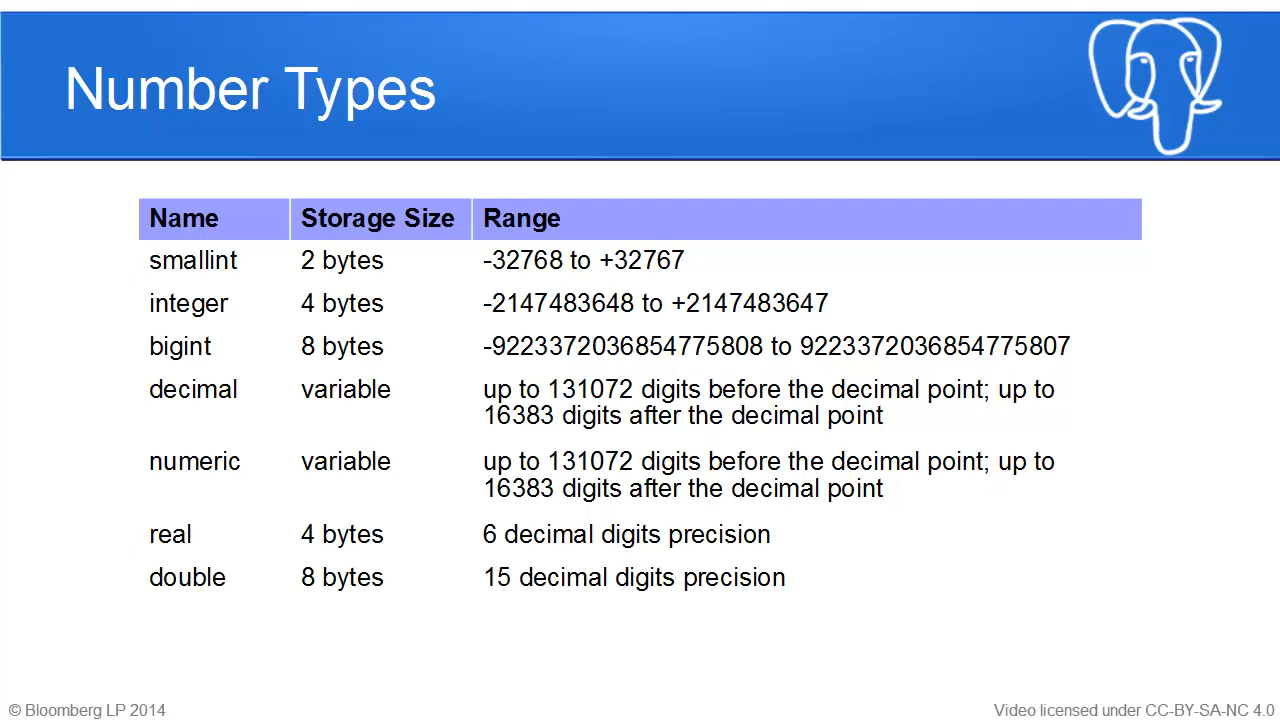 Number Types
Name Storage Size Range
smallint 2 bytes -32768 to +32767
integer 4 bytes -2147483648 to +2147483647
bigint 8 bytes -9223372036854775808 to 9223372036854775807
decimal variable up to 131072 digits before the decimal point; up to
16383 digits after the decimal point
numeric variable up to 131072 digits before the decimal point; up to
16383 digits after the decimal point
real 4 bytes 6 decimal digits precision
double 8 bytes 15 decimal digits precision
© Bloomberg LP 2014 Video licensed under CC-BY-SA-NC 4.0